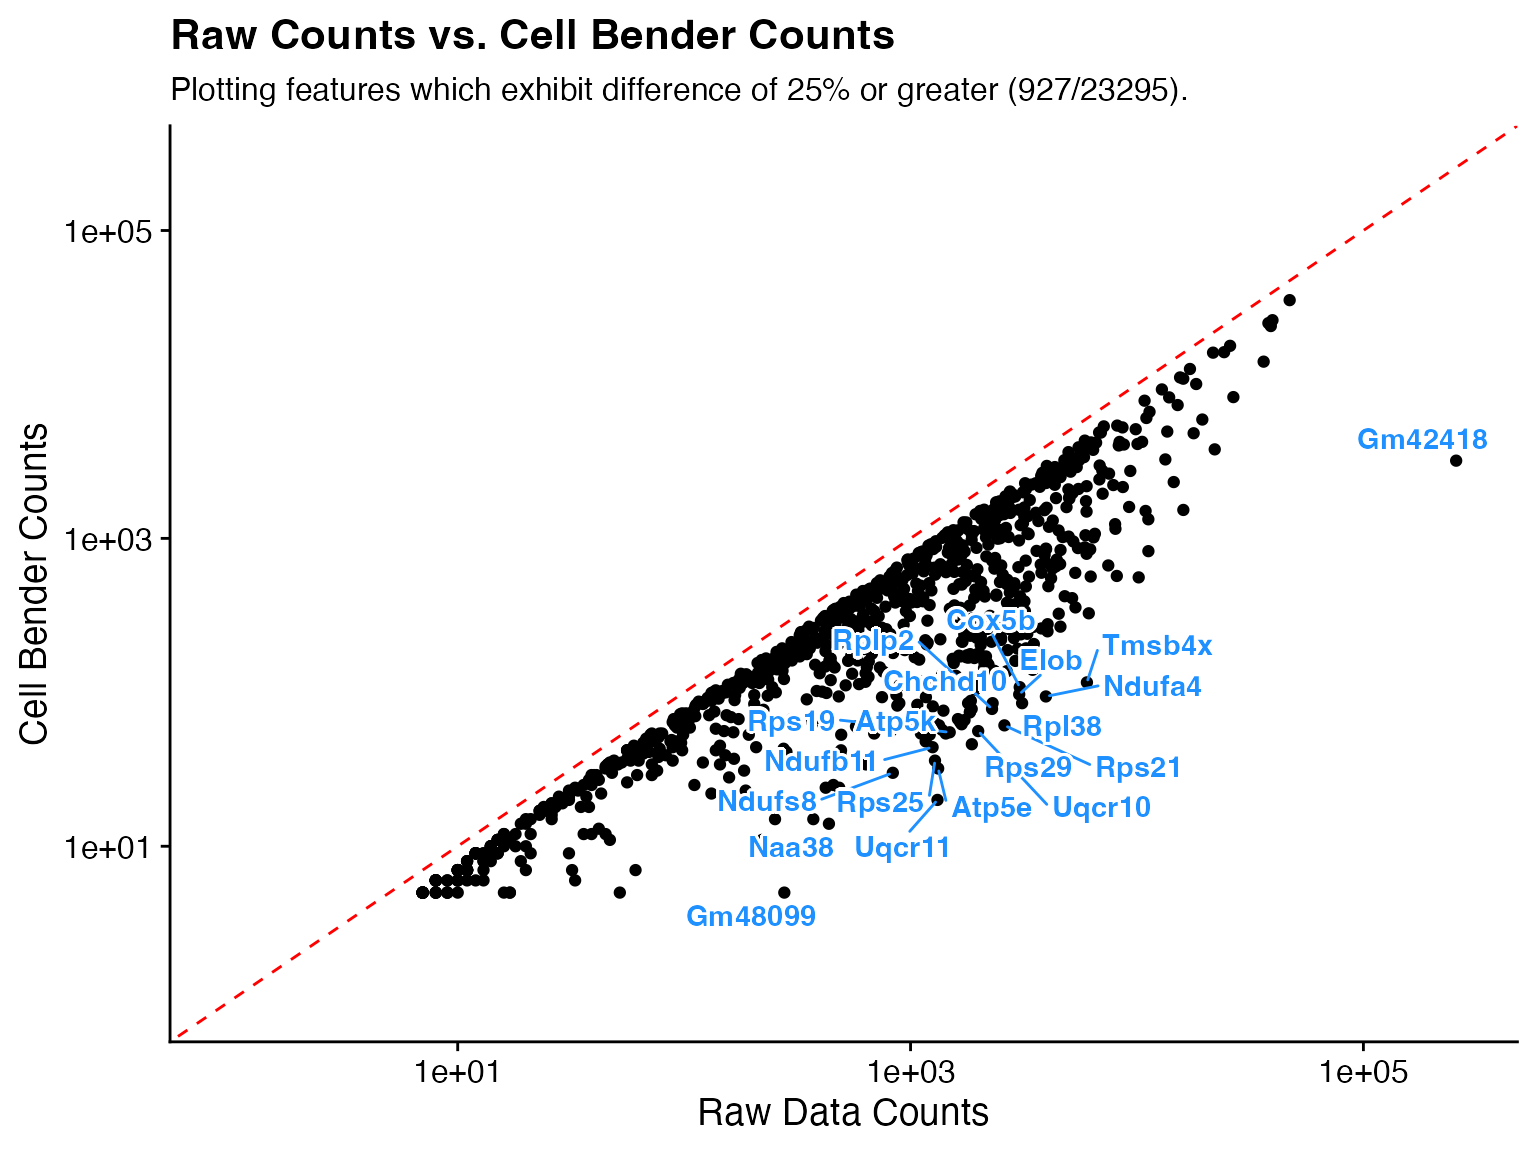 Raw Counts vs. Cell Bender Counts
Plotting features which exhibit difference of 25% or greater (927/23295).
Cell Bender Counts
1e+05
1e+03
1e+01
Gm42418
Cox5b
Rplp2
Tmsb4x
Elob
Chchd10
Ndufa4
Rps19
Atp5k
Rpl38
Ndufb11
Rps29
Rps21
Ndufs8
Rps25
Atp5e
Uqcr10
Naa38
Uqcr11
Gm48099
1e+01
1e+03
1e+05
Raw Data Counts